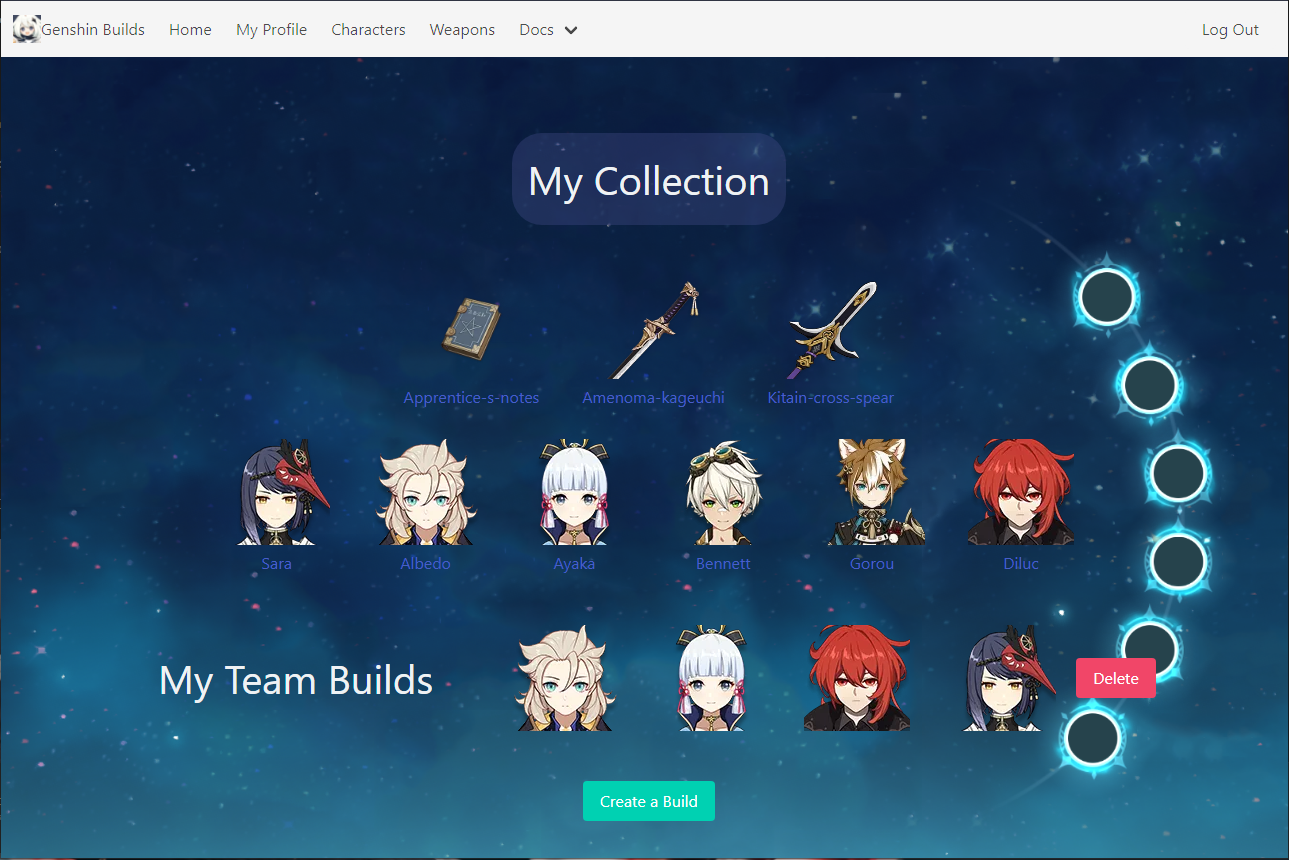 Genshin Builds Home My Profile Characters Weapons Docs Log Out
My Collection
Apprentice-s-notes Amenoma-kageuchi Kitain-cross-spear
Sara Albedo Ayaka Bennett Gorou Diluc
My Team Builds Delete
Create a Build